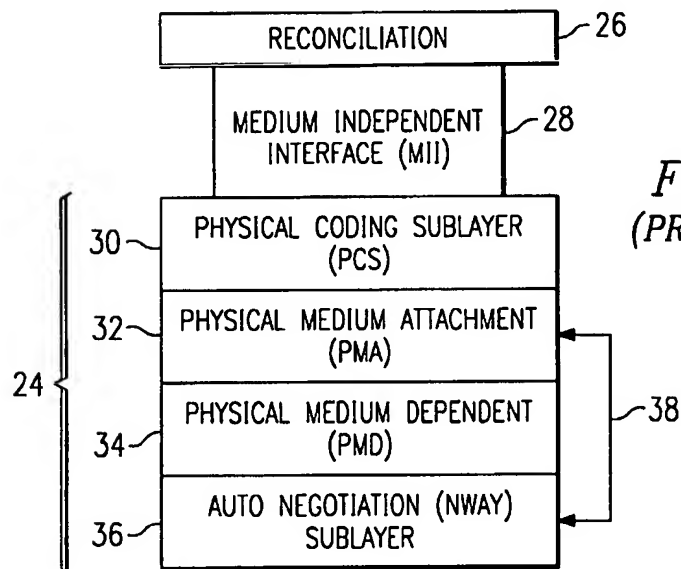 RECONCILIATION
26
MEDIUM INDEPENDENT
INTERFACE (MII)
28
F
(PR
30
PHYSICAL CODING SUBLAYER
(PCS)
32
PHYSICAL MEDIUM ATTACHMENT
(PMA)
24
38
34
PHYSICAL MEDIUM DEPENDENT
(PMD)
36
AUTO NEGOTIATION (NWAY)
SUBLAYER